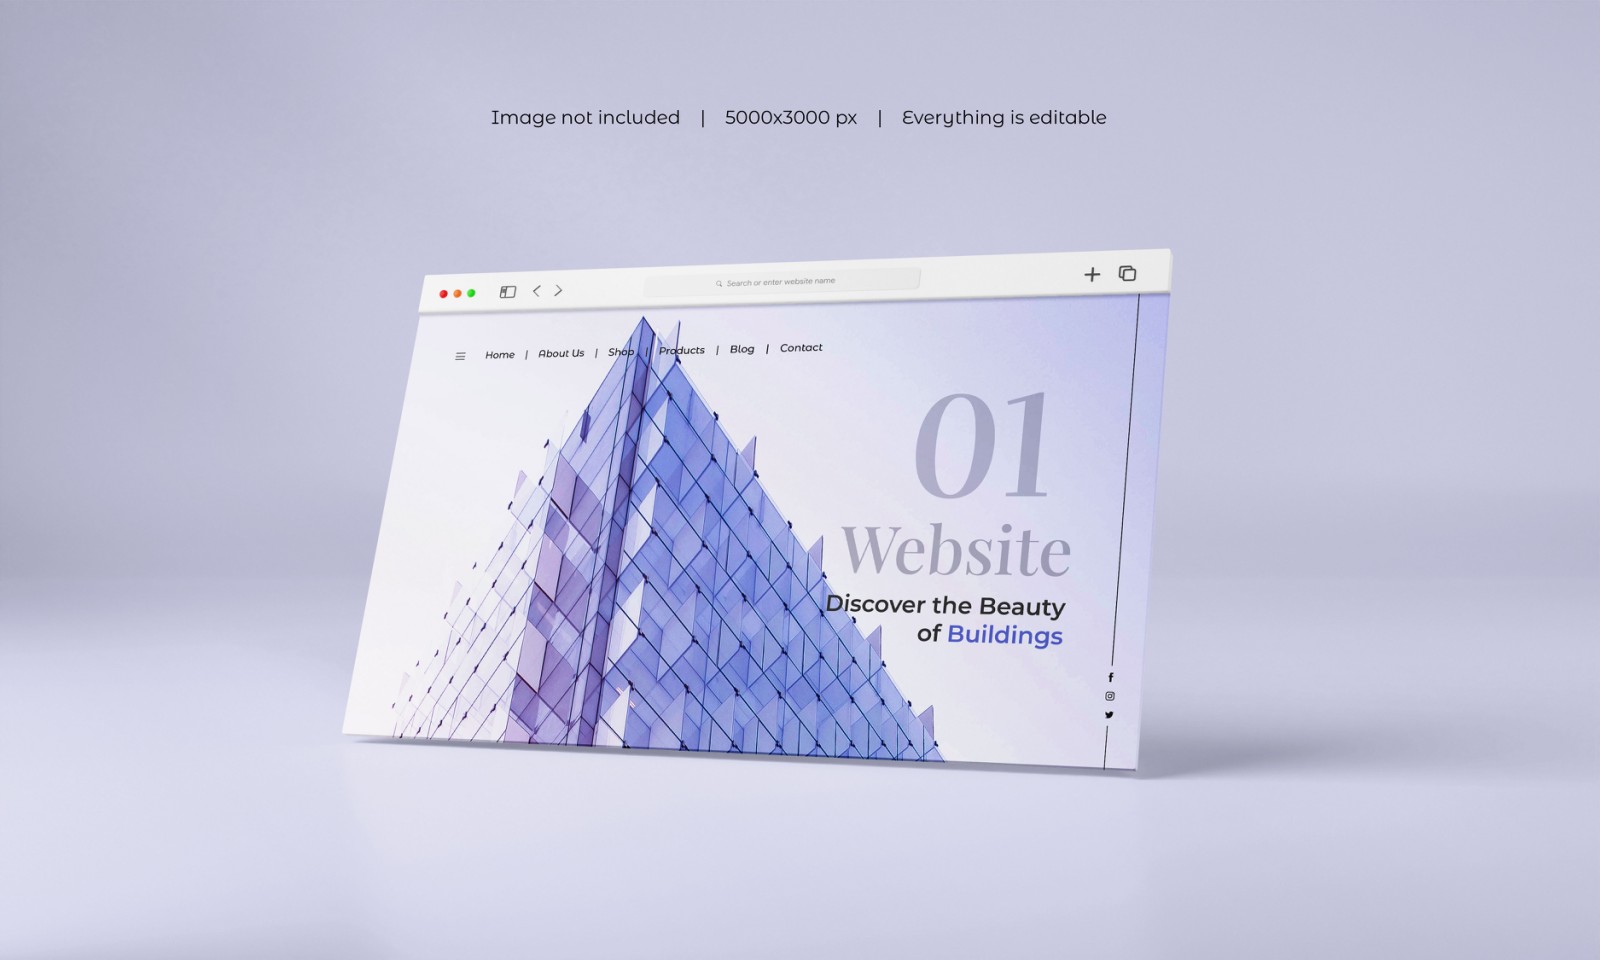 Image not included | 5000x3000 px | Everything is editable
Search or enter website name
Home | About Us | Shop | Products | Blog | Contact
01
Website
Discover the Beauty
of Buildings